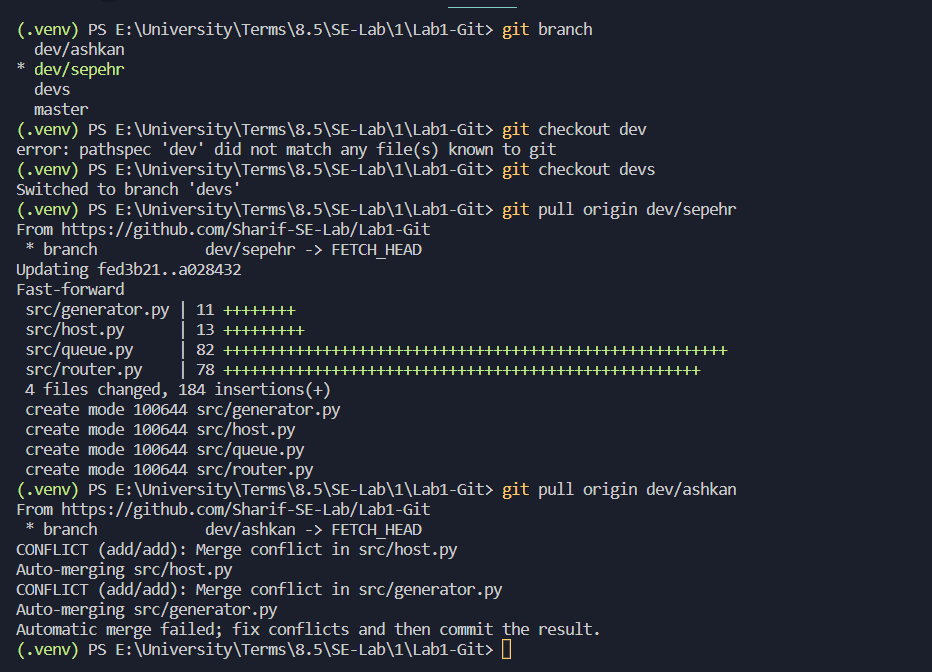 (.venv) PS E:\University\Terms\8.5\SE-Lab\1\Lab1-Git> git branch
  dev/ashkan
* dev/sepehr
  devs
  master
(.venv) PS E:\University\Terms\8.5\SE-Lab\1\Lab1-Git> git checkout dev
error: pathspec 'dev' did not match any file(s) known to git
(.venv) PS E:\University\Terms\8.5\SE-Lab\1\Lab1-Git> git checkout devs
Switched to branch 'devs'
(.venv) PS E:\University\Terms\8.5\SE-Lab\1\Lab1-Git> git pull origin dev/sepehr
From https://github.com/Sharif-SE-Lab/Lab1-Git
 * branch            dev/sepehr -> FETCH_HEAD
Updating fed3b21..a028432
Fast-forward
 src/generator.py | 11 ++++++++
 src/host.py      | 13 +++++++++
 src/queue.py     | 82 ++++++++++++++++++++++++++++++++++++++++++++++++++++++++
 src/router.py    | 78 +++++++++++++++++++++++++++++++++++++++++++++++++++++
 4 files changed, 184 insertions(+)
 create mode 100644 src/generator.py
 create mode 100644 src/host.py
 create mode 100644 src/queue.py
 create mode 100644 src/router.py
(.venv) PS E:\University\Terms\8.5\SE-Lab\1\Lab1-Git> git pull origin dev/ashkan
From https://github.com/Sharif-SE-Lab/Lab1-Git
 * branch            dev/ashkan -> FETCH_HEAD
CONFLICT (add/add): Merge conflict in src/host.py
Auto-merging src/host.py
CONFLICT (add/add): Merge conflict in src/generator.py
Auto-merging src/generator.py
Automatic merge failed; fix conflicts and then commit the result.
(.venv) PS E:\University\Terms\8.5\SE-Lab\1\Lab1-Git>